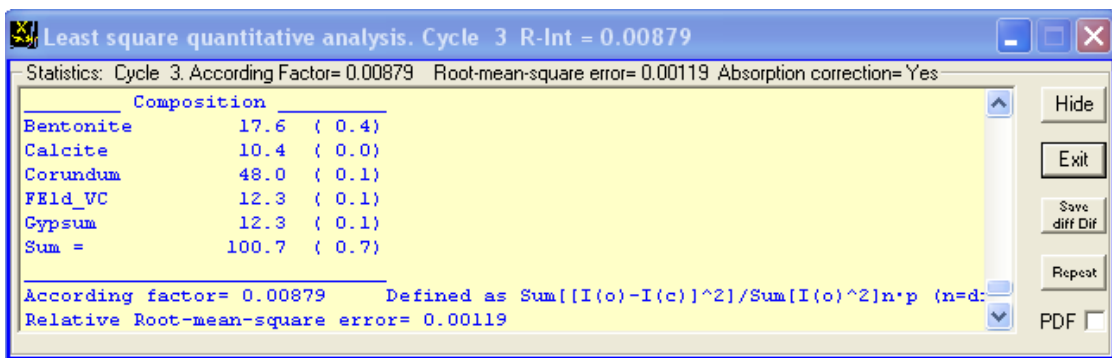 Least square quantitative analysis. Cycle 3 R-Int = 0.00879
Statistics: Cycle 3. According Factor= 0.00879 Root-mean-square error= 0.00119 Absorption correction= Yes
________ Composition _________
Bentonite 17.6 ( 0.4)
Calcite 10.4 ( 0.0)
Corundum 48.0 ( 0.1)
FEld_VC 12.3 ( 0.1)
Gypsum 12.3 ( 0.1)
Sum = 100.7 ( 0.7)
According factor= 0.00879 Defined as Sum[[I(o)-I(c)]^2]/Sum[I(o)^2]n·p (n=d
Relative Root-mean-square error= 0.00119
Hide
Exit
Save
diff Dif
Repeat
PDF